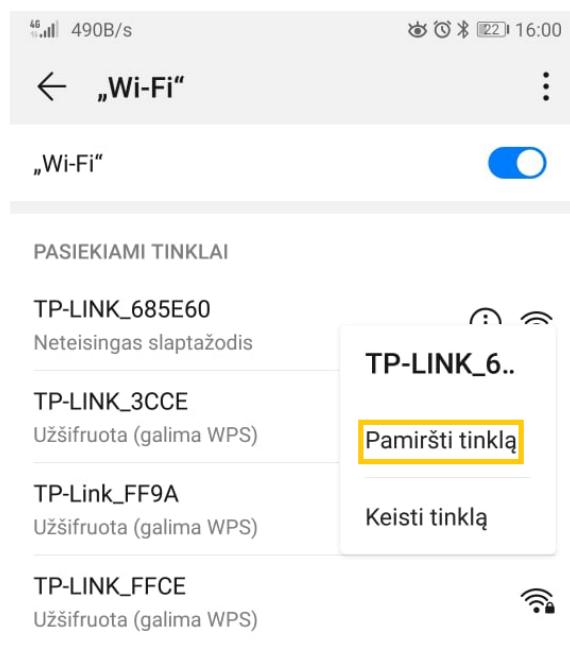 4G 490B/s 22 16:00
„Wi-Fi“
„Wi-Fi“
PASIEKIAMI TINKLAI
TP-LINK_685E60
Neteisingas slaptažodis
TP-LINK_6..
TP-LINK_3CCE
Užšifruota (galima WPS)
Pamiršti tinklą
TP-Link_FF9A
Užšifruota (galima WPS)
Keisti tinklą
TP-LINK_FFCE
Užšifruota (galima WPS)